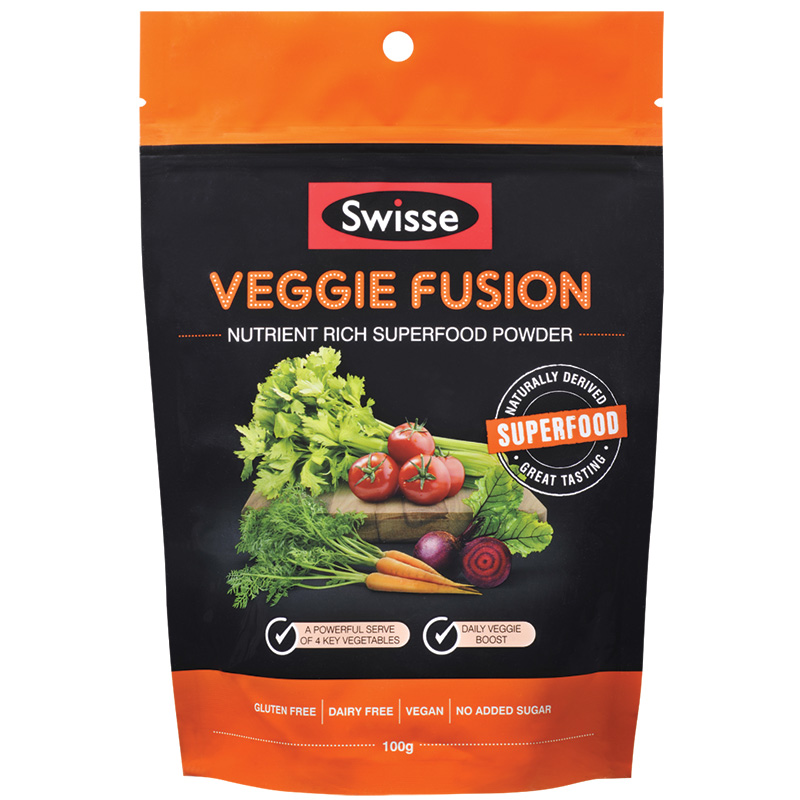 Swisse
VEGGIE FUSION
NUTRIENT RICH SUPERFOOD POWDER
NATURALLY DERIVED
SUPERFOOD
• GREAT TASTING •
A POWERFUL SERVE
OF 4 KEY VEGETABLES
DAILY VEGGIE
BOOST
GLUTEN FREE | DAIRY FREE | VEGAN | NO ADDED SUGAR
100g